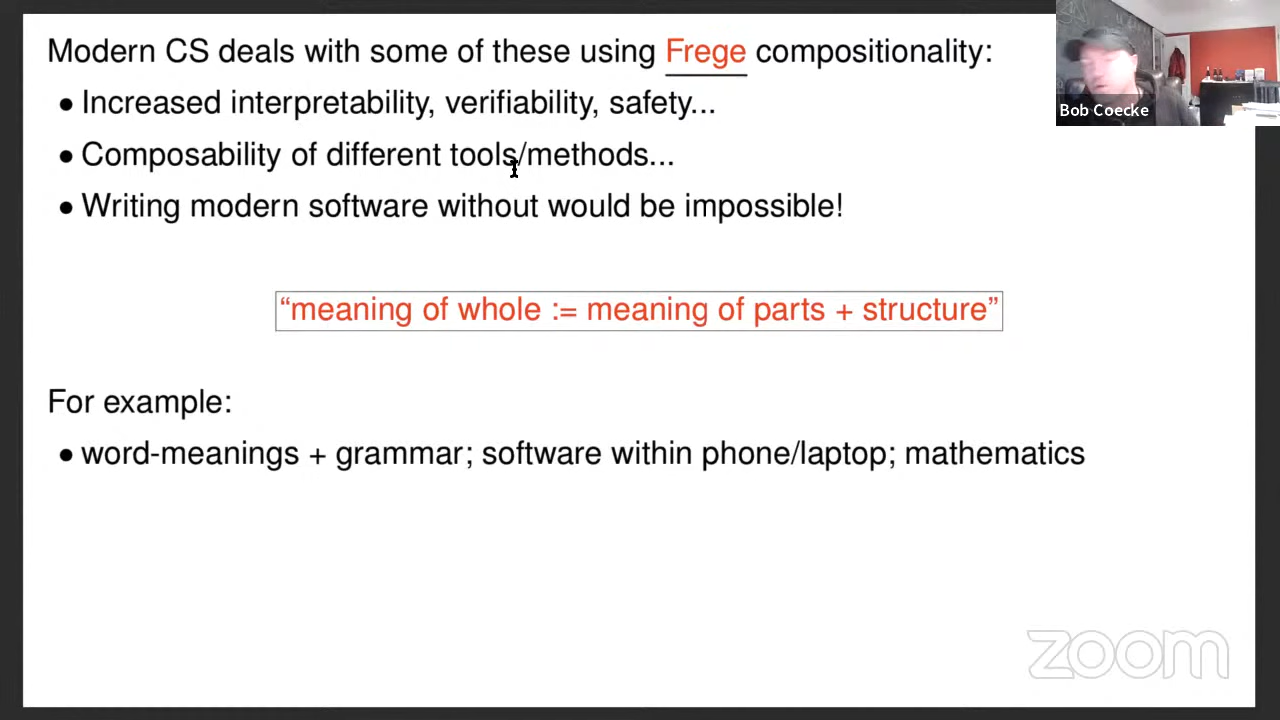 Modern CS deals with some of these using Frege compositionality:
• Increased interpretability, verifiability, safety...
• Composability of different tools/methods...
• Writing modern software without would be impossible!
“meaning of whole := meaning of parts + structure”
For example:
• word-meanings + grammar; software within phone/laptop; mathematics
Bob Coecke
zoom